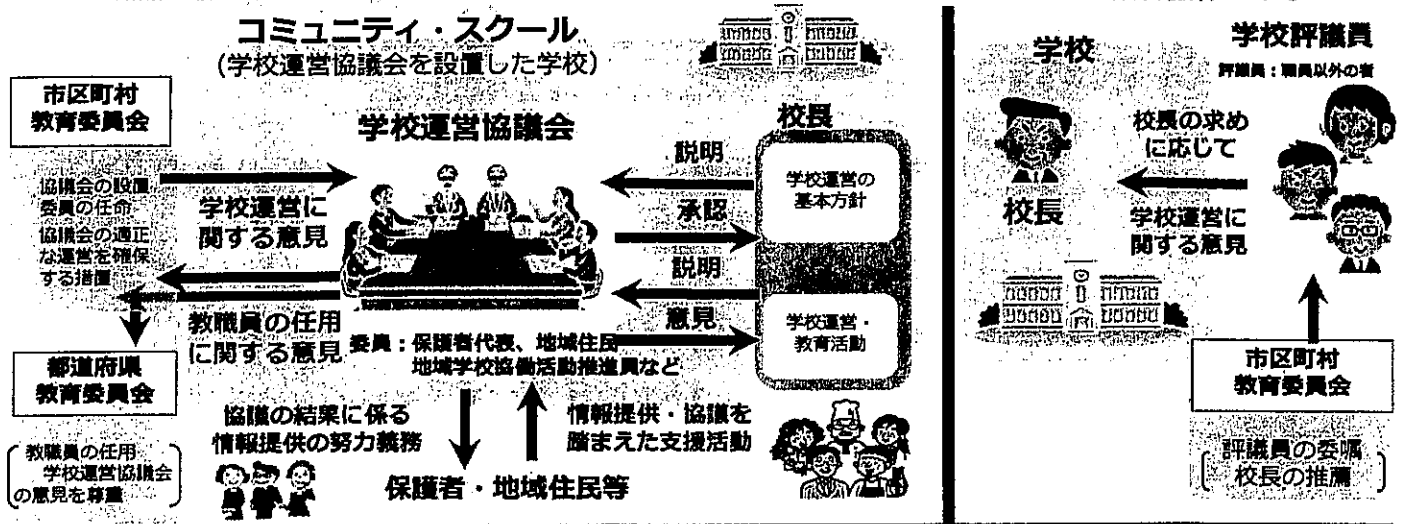 コミュニティ・スクール
(学校運営協議会を設置した学校)
市区町村
教育委員会
協議会の設置
委員の任命
協議会の適正
な運営を確保
する措置
学校運営協議会
学校運営に
関する意見
教職員の任用
に関する意見
都道府県
教育委員会
教職員の任用
学校運営協議会
の意見を尊重
校長
説明
承認
学校運営の
基本方針
説明
意見
学校運営・
教育活動
委員:保護者代表、地域住民
地域学校協働活動推進員など
協議の結果に係る
情報提供の努力義務
情報提供・協議を
踏まえた支援活動
保護者・地域住民等
学校
学校評議員
評議員:職員以外の者
校長の求め
に応じて
校長
学校運営に
関する意見
市区町村
教育委員会
評議員の委嘱
校長の推薦